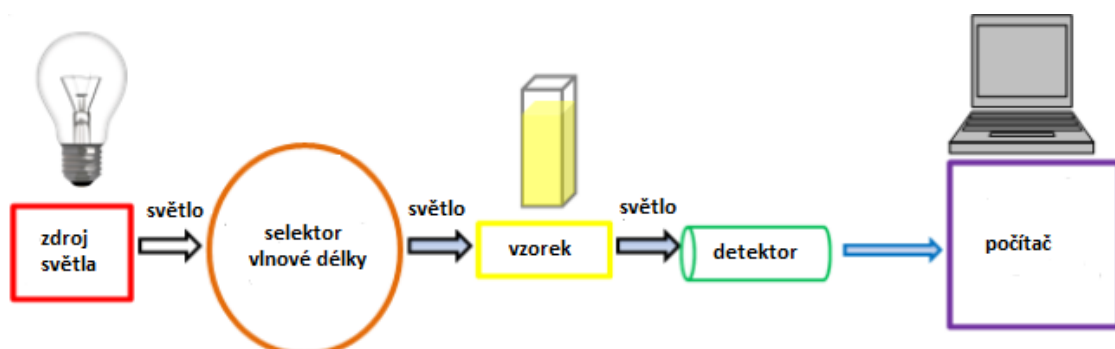 zdroj
světla
světlo
selektor
vlnové délky
světlo
vzorek
světlo
detektor
počítač